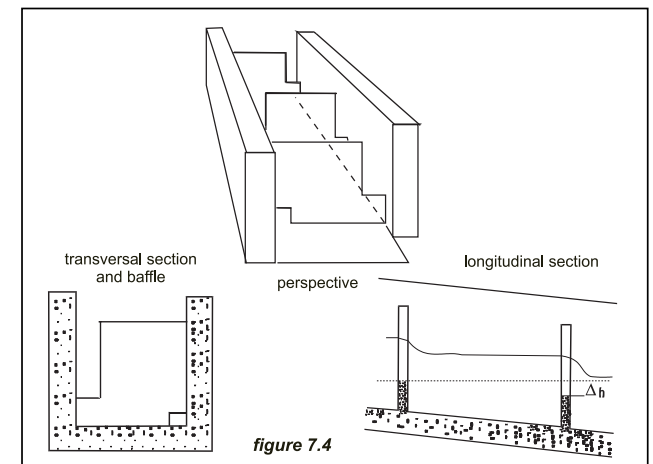 transversal section
and baffle
perspective
longitudinal section
Δh
figure 7.4